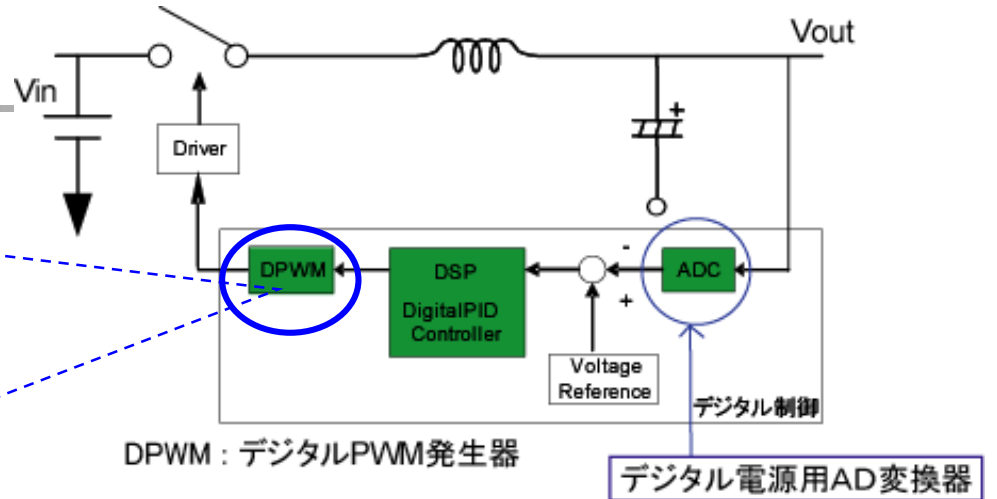 Vout
Vin
+
Driver
DPWM
DSP
DigitalPID
Controller
-
+
ADC
Voltage
Reference
デジタル制御
DPWM：デジタルPWM発生器
デジタル電源用AD変換器